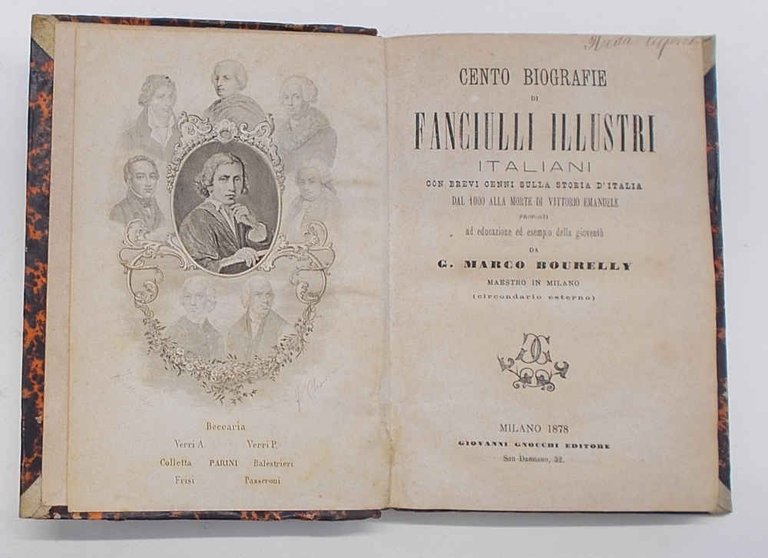 Beccaria
Verri A. Verri P.
Colletta PARINI Balestrieri
Frisi Passeroni
CENTO BIOGRAFIE
DI
FANCIULLI ILLUSTRI
ITALIANI
CON BREVI CENNI SULLA STORIA D'ITALIA
DAL 1000 ALLA MORTE DI VITTORIO EMANUELE
PROPOSTI
ad educazione ed esempio della gioventù
DA
G. MARCO BOURELLY
MAESTRO IN MILANO
(circondario esterno)
MILANO 1878
GIOVANNI GNOCCHI EDITORE
San Damiano, 32.